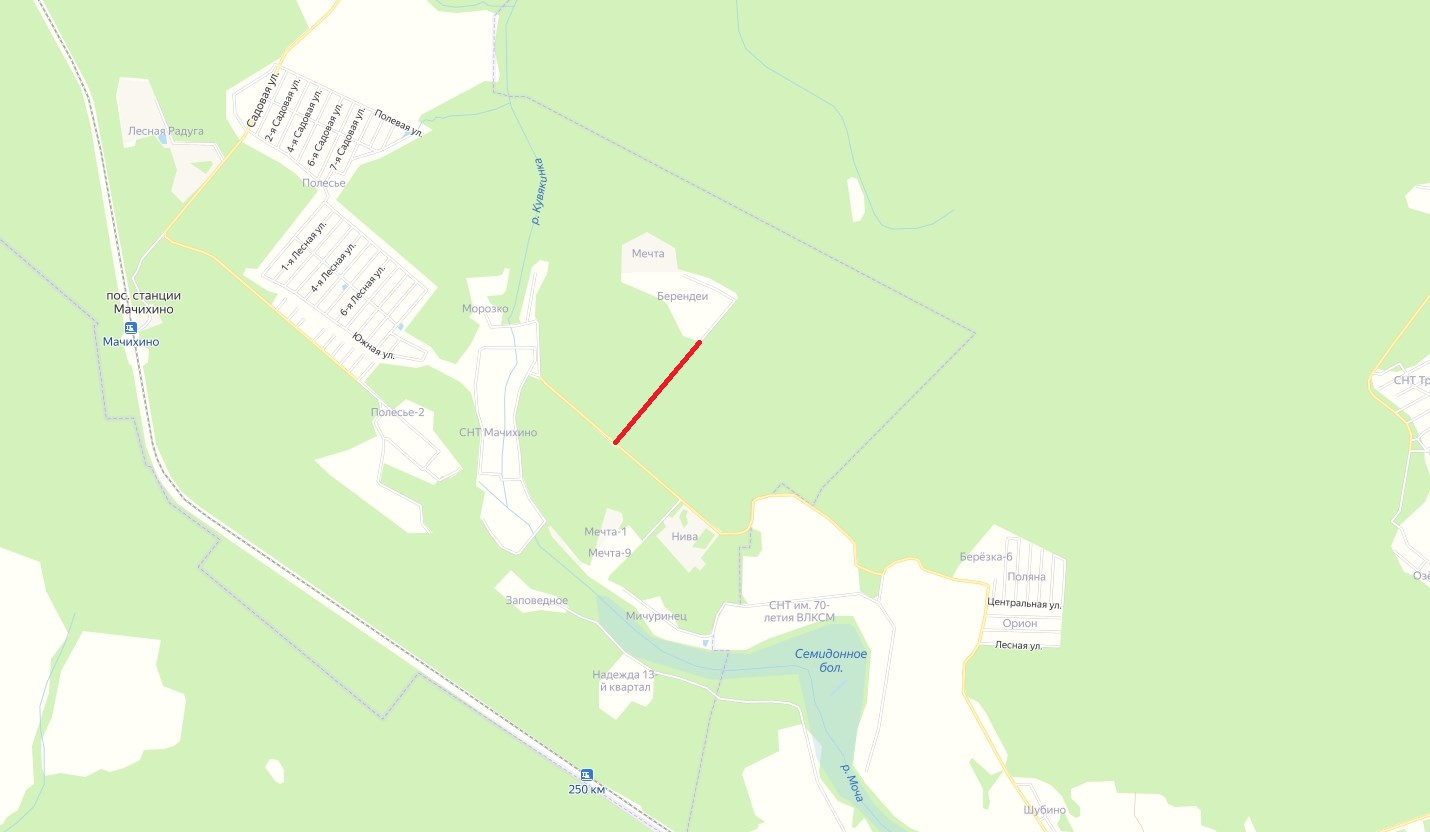 Садовая ул.
2-я Садовая ул.
4-я Садовая ул.
6-я Садовая ул.
7-я Садовая ул.
Полевая ул.
Лесная Радуга
Полесье
р. Кувякинка
1-я Лесная ул.
4-я Лесная ул.
6-я Лесная ул.
Мечта
Берендеи
пос. станции
Мачихино
Мачихино
Морозко
Южная ул.
СНТ Тр
Полесье-2
СНТ Мачихино
Мечта-1
Нива
Мечта-9
Берёзка-6
Поляна
Озё
Заповедное
Мичуринец
СНТ им. 70-
летия ВЛКСМ
Центральная ул.
Орион
Лесная ул.
Семидонное
бол.
Надежда 13-
й квартал
250 км
р. Моча
Шубино